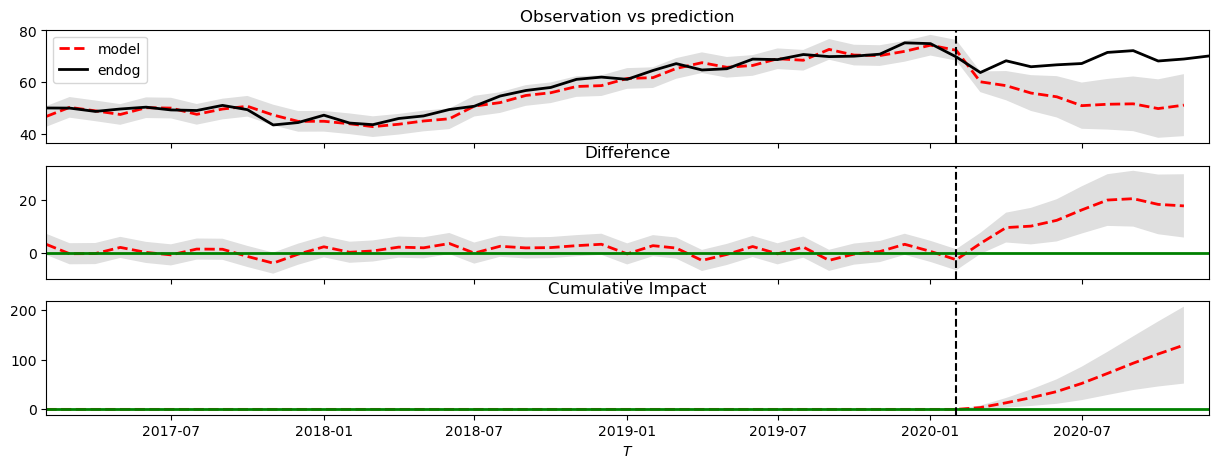 Observation vs prediction
80
60
40
model
endog
Difference
20
0
Cumulative Impact
200
100
0
2017-07 2018-01 2018-07 2019-01 2019-07 2020-01 2020-07
T